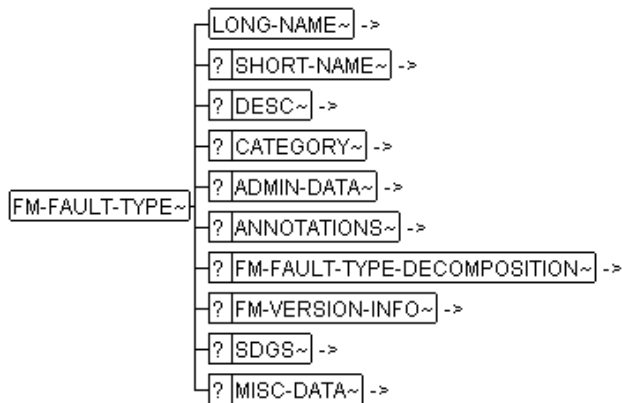 LONG-NAME~ ->
? SHORT-NAME~ ->
? DESC~ ->
? CATEGORY~ ->
? ADMIN-DATA~ ->
FM-FAULT-TYPE~
? ANNOTATIONS~ ->
? FM-FAULT-TYPE-DECOMPOSITION~ ->
? FM-VERSION-INFO~ ->
? SDGS~ ->
? MISC-DATA~ ->